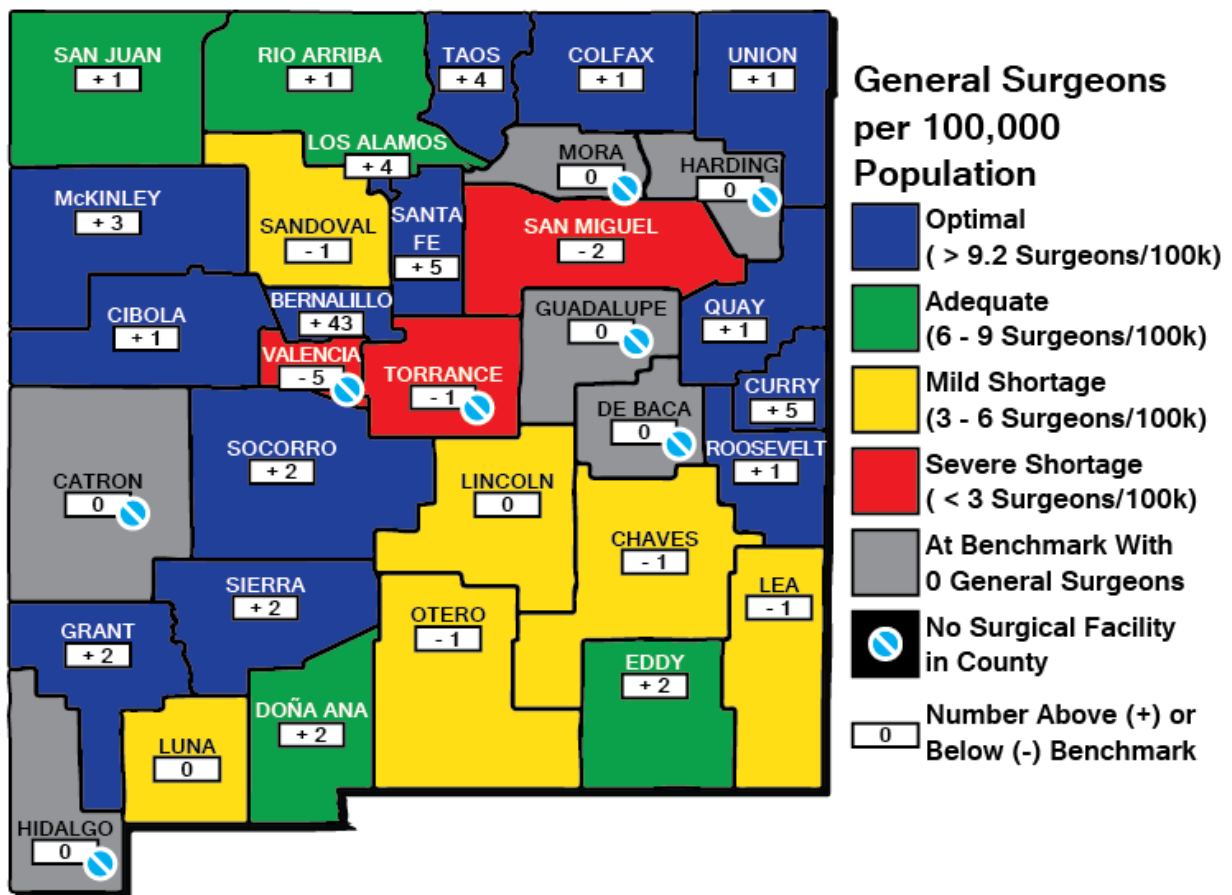 SAN JUAN
+ 1
RIO ARRIBA
+ 1
TAOS
+ 4
COLFAX
+ 1
UNION
+ 1
LOS ALAMOS
+ 4
MORA
0
HARDING
0
McKINLEY
+ 3
SANDOVAL
- 1
SANTA
FE
+ 5
SAN MIGUEL
- 2
CIBOLA
+ 1
BERNALILLO
+ 43
GUADALUPE
0
QUAY
+ 1
VALENCIA
- 5
TORRANCE
- 1
DE BACA
0
CURRY
+ 5
ROOSEVELT
+ 1
CATRON
0
SOCORRO
+ 2
LINCOLN
0
CHAVES
- 1
LEA
- 1
SIERRA
+ 2
OTERO
- 1
GRANT
+ 2
EDDY
+ 2
DOÑA ANA
+ 2
LUNA
0
HIDALGO
0
General Surgeons
per 100,000
Population
Optimal
( > 9.2 Surgeons/100k)
Adequate
(6 - 9 Surgeons/100k)
Mild Shortage
(3 - 6 Surgeons/100k)
Severe Shortage
( < 3 Surgeons/100k)
At Benchmark With
0 General Surgeons
No Surgical Facility
in County
0
Number Above (+) or
Below (-) Benchmark